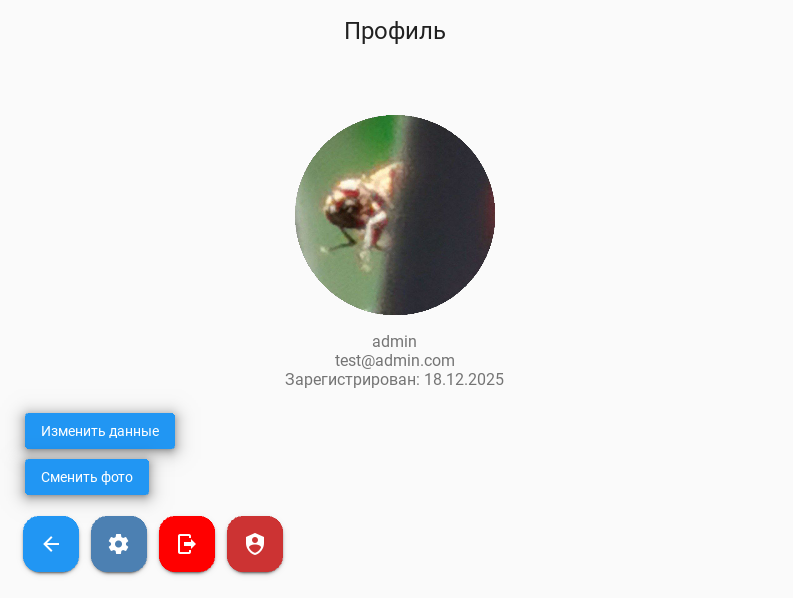 Профиль
admin
test@admin.com
Зарегистрирован: 18.12.2025
Изменить данные
Сменить фото